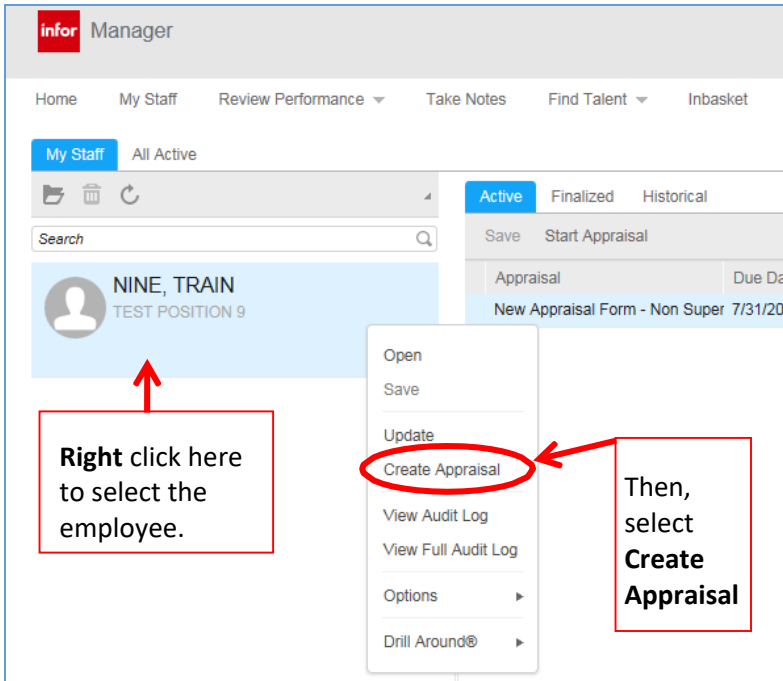 infor Manager
Home My Staff Review Performance Take Notes Find Talent Inbasket
My Staff All Active
Search
NINE, TRAIN
TEST POSITION 9
Active Finalized Historical
Save Start Appraisal
Appraisal Due Da
New Appraisal Form - Non Super 7/31/20
Open
Save
Update
Create Appraisal
View Audit Log
View Full Audit Log
Options
Drill Around®
Right click here
to select the
employee.
Then,
select
Create
Appraisal